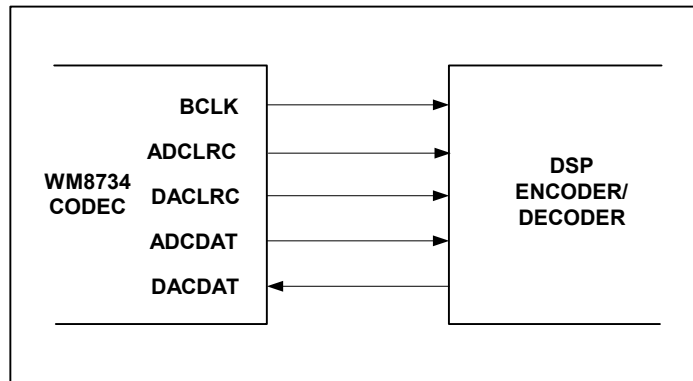 WM8734
CODEC
BCLK
ADCLRC
DACLRC
ADCDAT
DACDAT
DSP
ENCODER/
DECODER